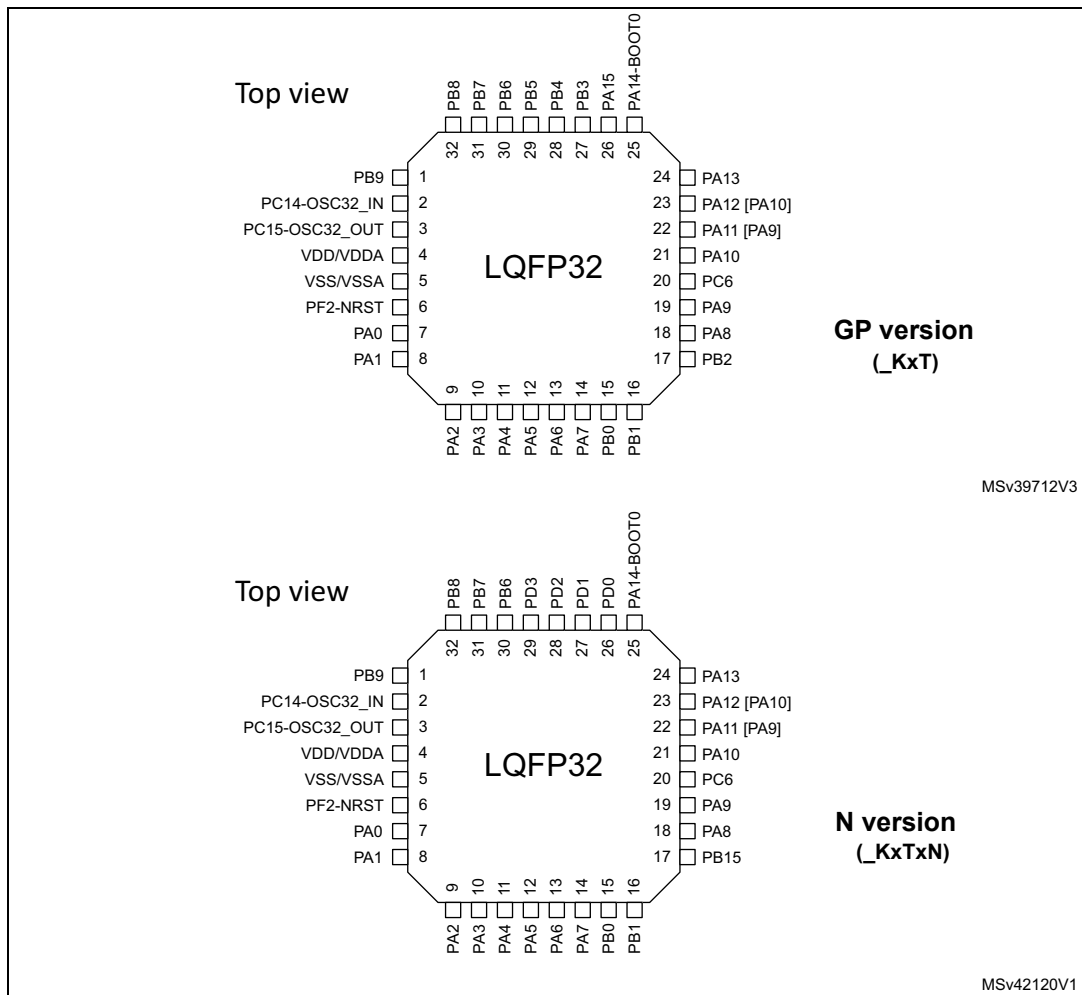 Top view
PB8
PB7
PB6
PB5
PB4
PB3
PA15
PA14-BOOT0
32
31
30
29
28
27
26
25
PB9 1
PC14-OSC32_IN 2
PC15-OSC32_OUT 3
VDD/VDDA 4
VSS/VSSA 5
PF2-NRST 6
PA0 7
PA1 8
LQFP32
24 PA13
23 PA12 [PA10]
22 PA11 [PA9]
21 PA10
20 PC6
19 PA9
18 PA8
17 PB2
9
10
11
12
13
14
15
16
PA2
PA3
PA4
PA5
PA6
PA7
PB0
PB1
GP version
(_KxT)
MSv39712V3
Top view
PB8
PB7
PB6
PD3
PD2
PD1
PD0
PA14-BOOT0
32
31
30
29
28
27
26
25
PB9 1
PC14-OSC32_IN 2
PC15-OSC32_OUT 3
VDD/VDDA 4
VSS/VSSA 5
PF2-NRST 6
PA0 7
PA1 8
LQFP32
24 PA13
23 PA12 [PA10]
22 PA11 [PA9]
21 PA10
20 PC6
19 PA9
18 PA8
17 PB15
9
10
11
12
13
14
15
16
PA2
PA3
PA4
PA5
PA6
PA7
PB0
PB1
N version
(_KxTxN)
MSv42120V1